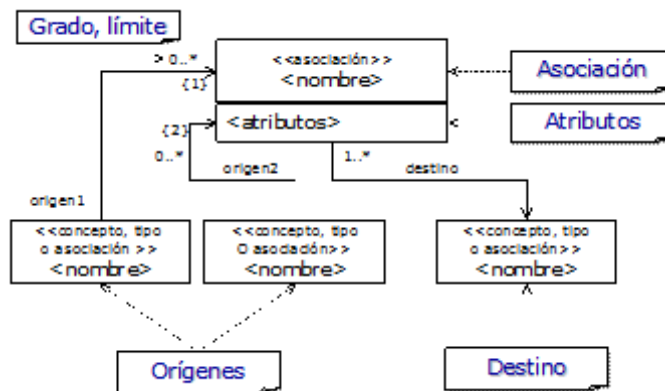 Grado, límite
> 0..*
{1}
<<asociación>>
<nombre>
Asociación
<atributos>
Atributos
{2}
0..*
origen2
1..*
destino
origen1
<<concepto, tipo
o asociación >>
<nombre>
<<concepto, tipo
O asociación>>
<nombre>
<<concepto, tipo
o asociación>>
<nombre>
Orígenes
Destino